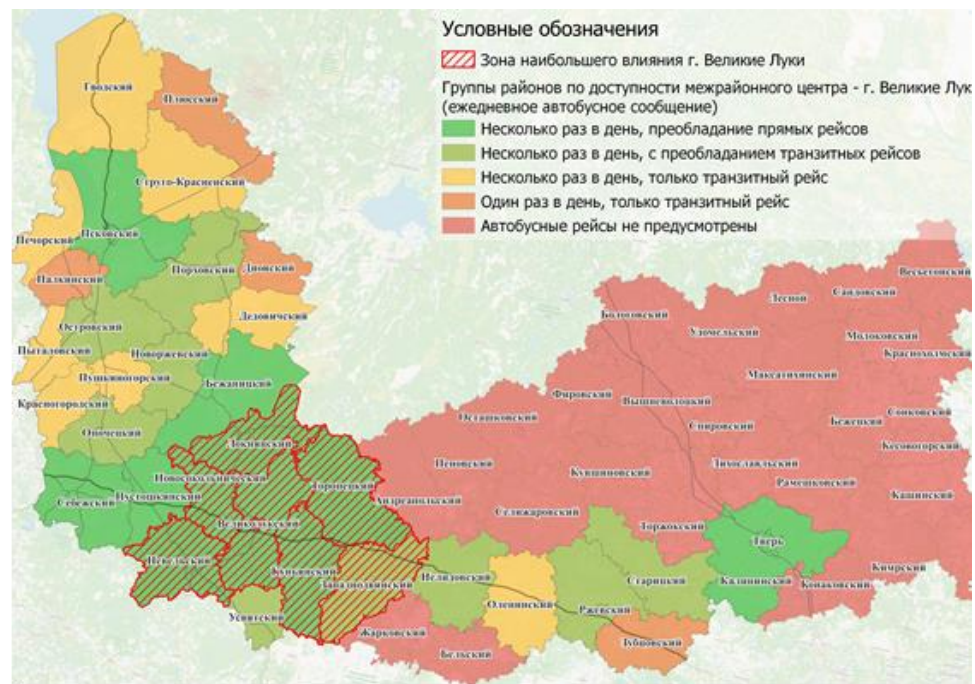 Условные обозначения
Зона наибольшего влияния г. Великие Луки
Группы районов по доступности межрайонного центра - г. Великие Лук
(ежедневное автобусное сообщение)
Несколько раз в день, преобладание прямых рейсов
Несколько раз в день, с преобладанием транзитных рейсов
Несколько раз в день, только транзитный рейс
Один раз в день, только транзитный рейс
Автобусные рейсы не предусмотрены
Гдовский
Плюсский
Струго-Красненский
Печорский
Псковский
Палкинский
Порховский
Дновский
Островский
Дедовичский
Пыталовский
Новоржевский
Пушкиногорский
Бежаницкий
Красногородский
Опочецкий
Локнянский
Новосокольнический
Торопецкий
Себежский
Пустошкинский
Великолукский
Невельский
Куньинский
Западнодвинский
Усвятский
Весьегонский
Лесной
Сандовский
Бологовский
Удомельский
Молоковский
Краснохолмский
Максатихинский
Фировский
Вышневолоцкий
Осташковский
Спировский
Бежецкий
Сонковский
Кесовогорский
Пеновский
Кувшиновский
Лихославльский
Рамешковский
Кашинский
Андреапольский
Селижаровский
Торжокский
Тверь
Кимрский
Нелидовский
Старицкий
Калининский
Конаковский
Оленинский
Ржевский
Жарковский
Бельский
Зубцовский